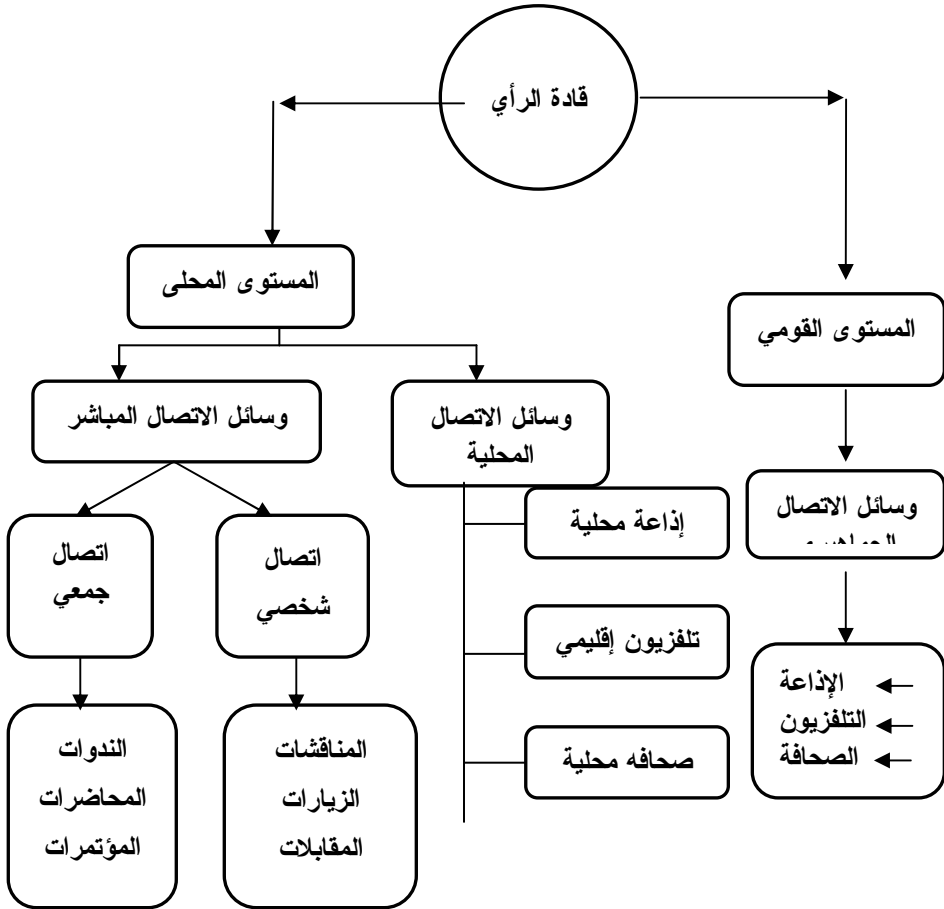 قادة الرأي
المستوى المحلى
المستوى القومي
وسائل الاتصال المباشر
وسائل الاتصال
المحلية
وسائل الاتصال
إذاعة محلية
تلفزيون إقليمي
صحافه محلية
اتصال
شخصي
اتصال
جمعي
الإذاعة
التلفزيون
الصحافة
المناقشات
الزيارات
المقابلات
الندوات
المحاضرات
المؤتمرات